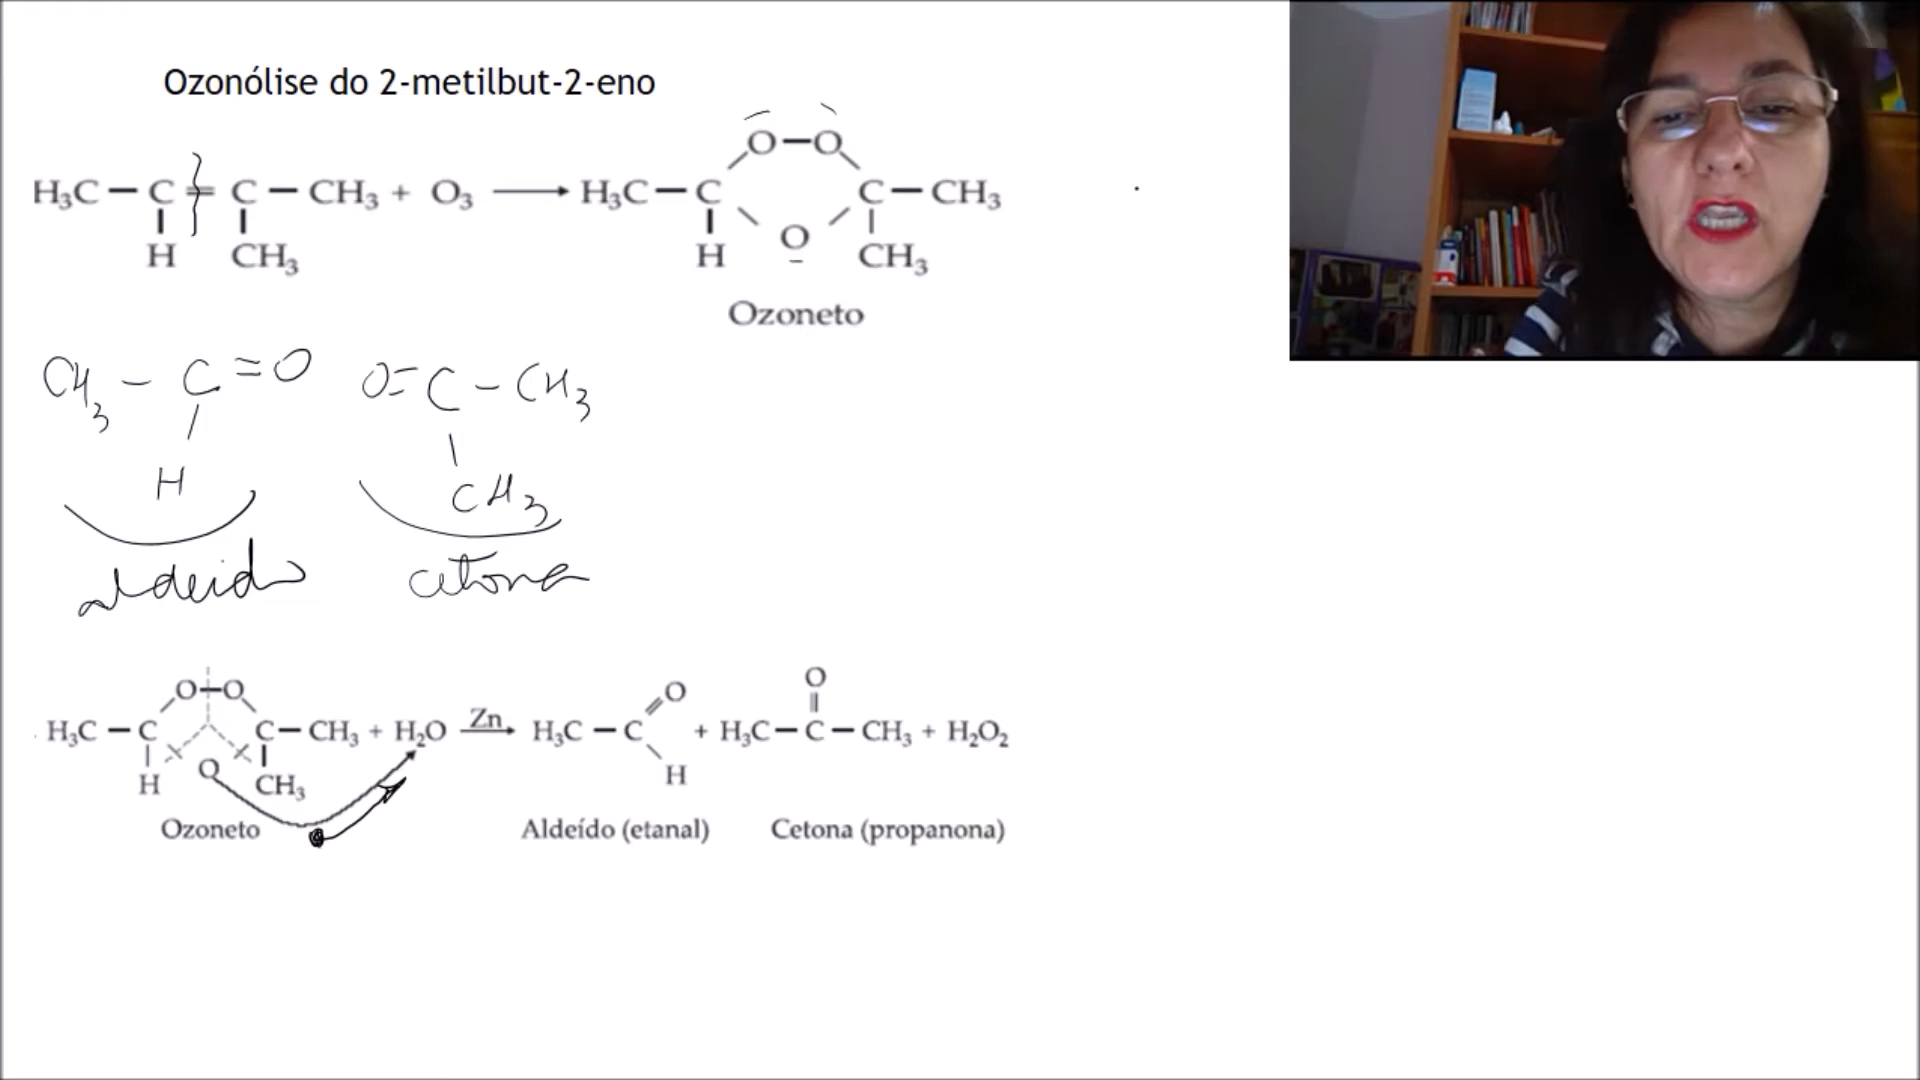 Ozonólise do 2-metilbut-2-eno
H₃C — C = C — CH₃ + O₃ ⟶ H₃C — C C — CH₃
O — O
O
H CH₃ H CH₃
Ozoneto
CH₃ — C = O O = C — CH₃
H CH₃
aldeido cetona
O — O O O
H₃C — C C — CH₃ + H₂O Zn H₃C — C + H₃C — C — CH₃ + H₂O₂
H O CH₃ H
Ozoneto Aldeído (etanal) Cetona (propanona)